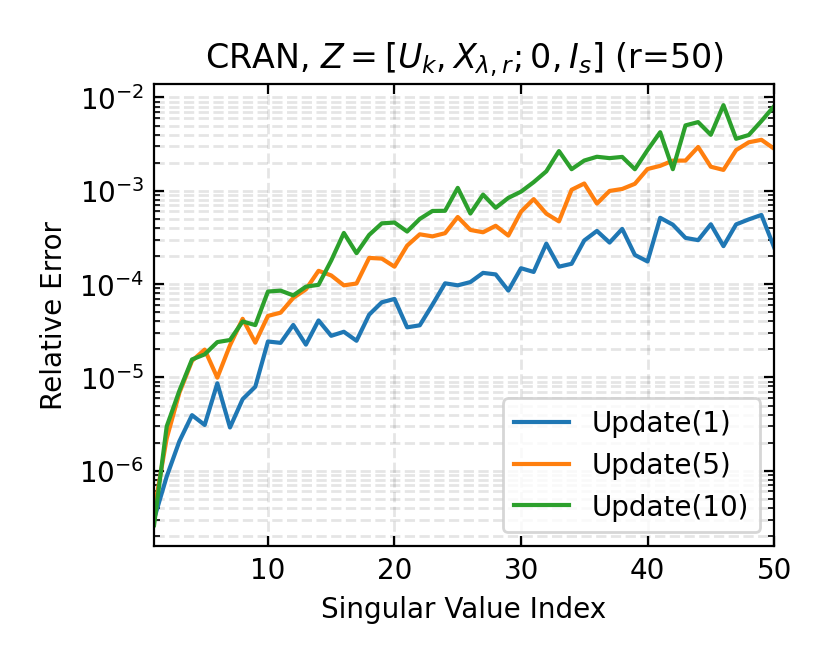 CRAN, $Z = [U_k, X_{\lambda,r}; 0, I_s]$ (r=50)
Relative Error
10⁻²
10⁻³
10⁻⁴
10⁻⁵
10⁻⁶
Update(1)
Update(5)
Update(10)
10 20 30 40 50
Singular Value Index